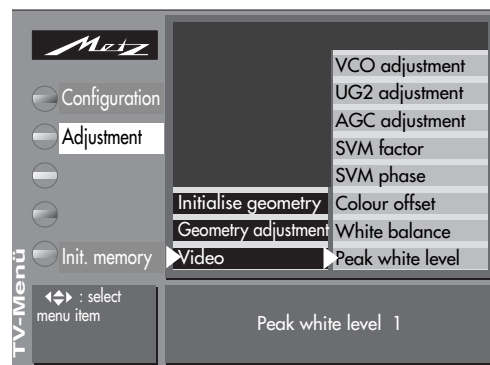 Metz
Configuration
Adjustment
Init. memory
TV-Menü
VCO adjustment
UG2 adjustment
AGC adjustment
SVM factor
SVM phase
Initialise geometry Colour offset
Geometry adjustment White balance
Video Peak white level
: select
menu item
Peak white level 1